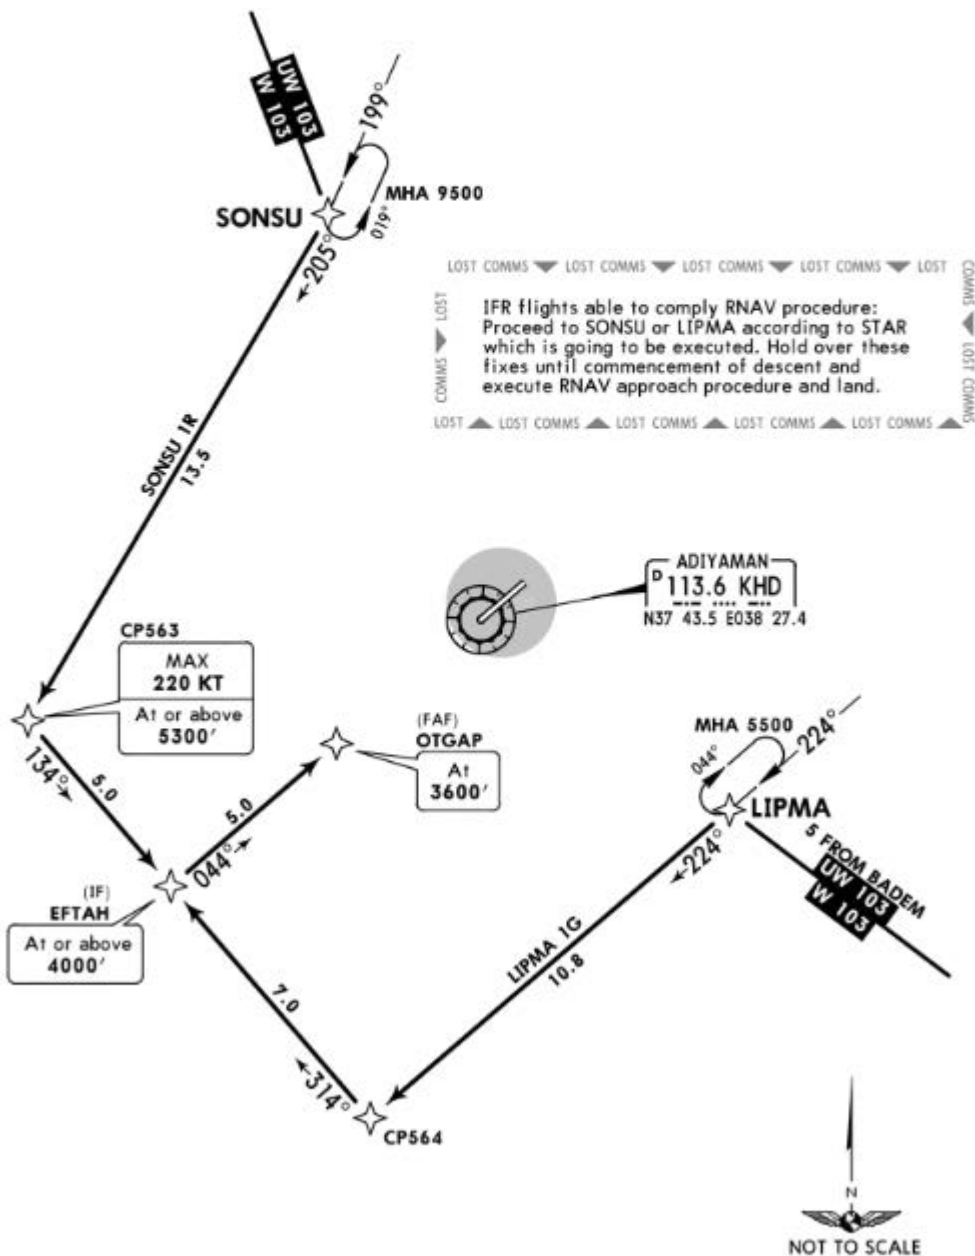 UW 103
W 103
199°
MHA 9500
SONSU
019°
205°
LOST COMMS LOST COMMS LOST COMMS LOST COMMS LOST
COMMS LOST COMMS
COMMS LOST
IFR flights able to comply RNAV procedure:
Proceed to SONSU or LIPMA according to STAR
which is going to be executed. Hold over these
fixes until commencement of descent and
execute RNAV approach procedure and land.
LOST LOST COMMS LOST COMMS LOST COMMS LOST COMMS
SONSU 1R
13.5
ADIYAMAN
D 113.6 KHD
N37 43.5 E038 27.4
CP563
MAX
220 KT
At or above
5300′
134°
5.0
(FAF)
OTGAP
At
3600′
5.0
044°
MHA 5500
044°
224°
LIPMA
224°
5 FROM BADEM
UW 103
W 103
(IF)
EFTAH
At or above
4000′
LIPMA 1G
10.8
7.0
314°
CP564
N
NOT TO SCALE